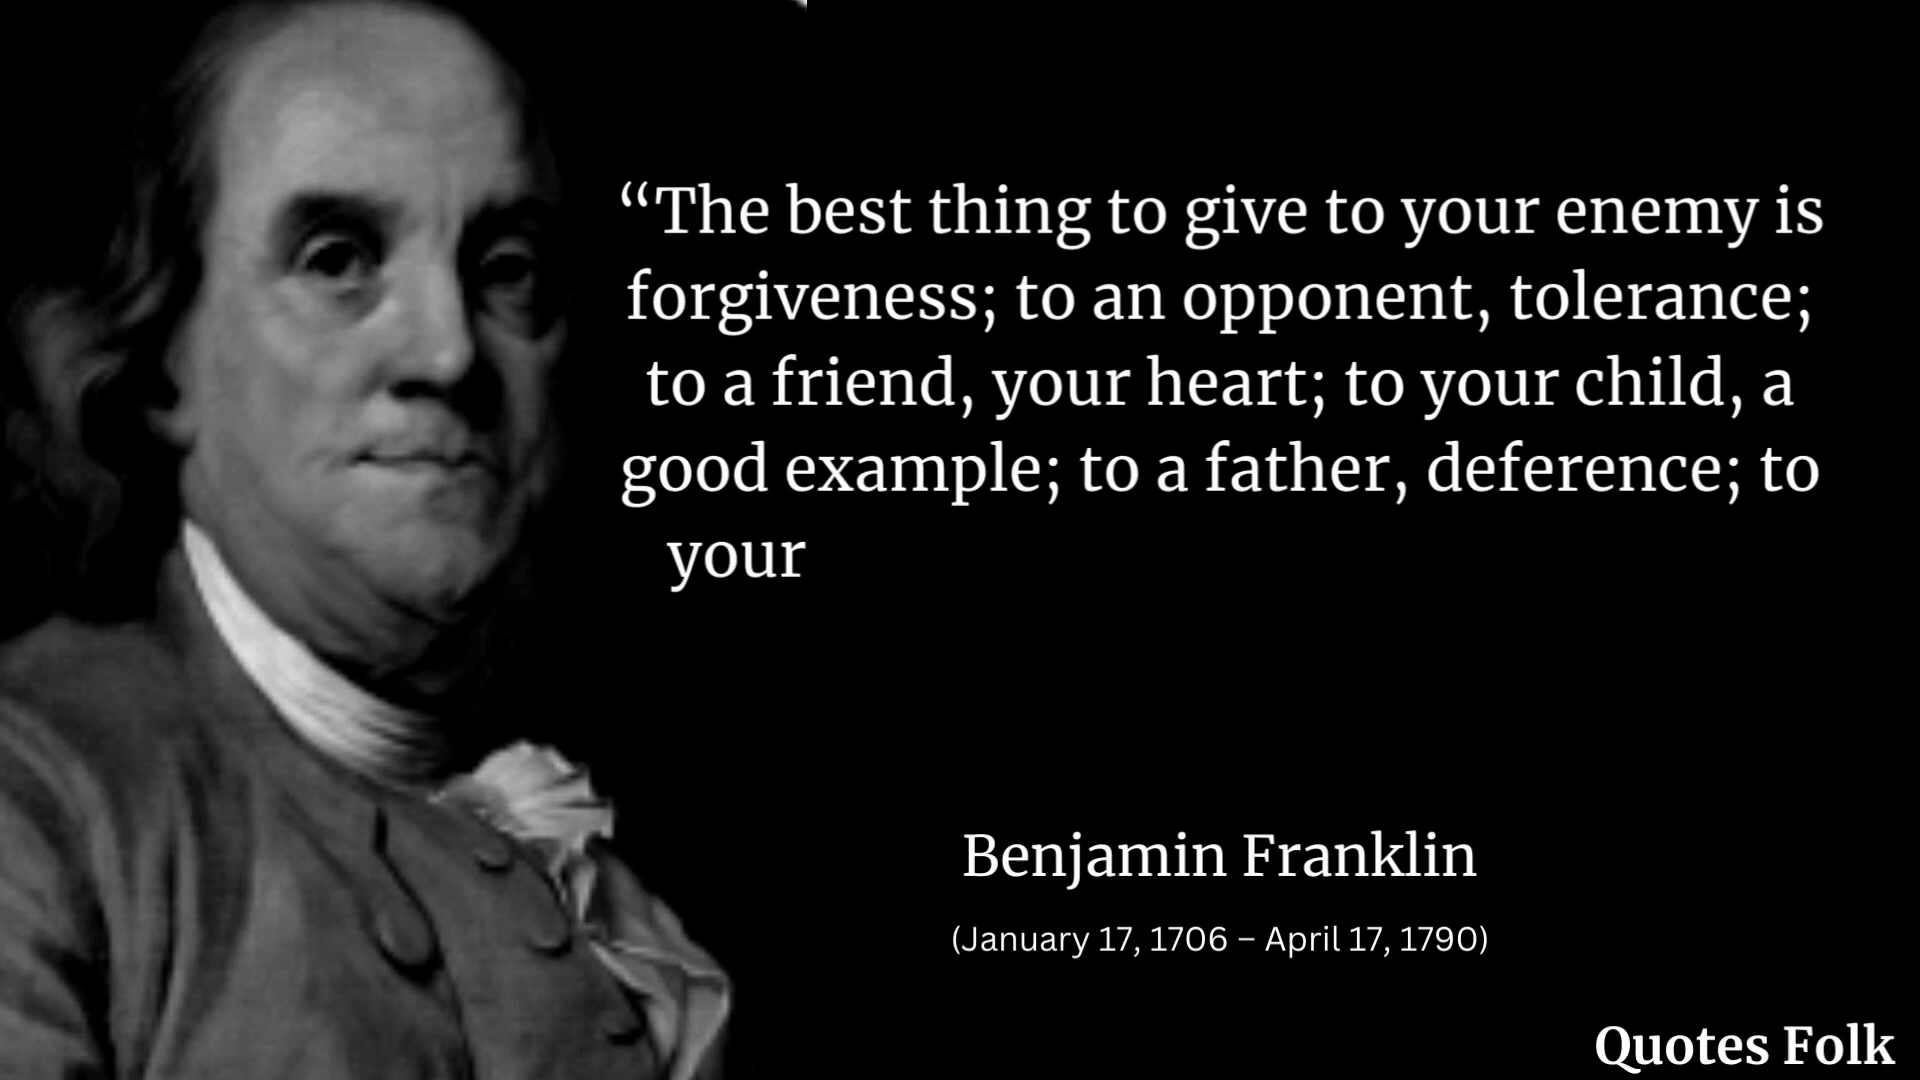 “The best thing to give to your enemy is
forgiveness; to an opponent, tolerance;
to a friend, your heart; to your child, a
good example; to a father, deference; to
your
Benjamin Franklin
(January 17, 1706 – April 17, 1790)
Quotes Folk